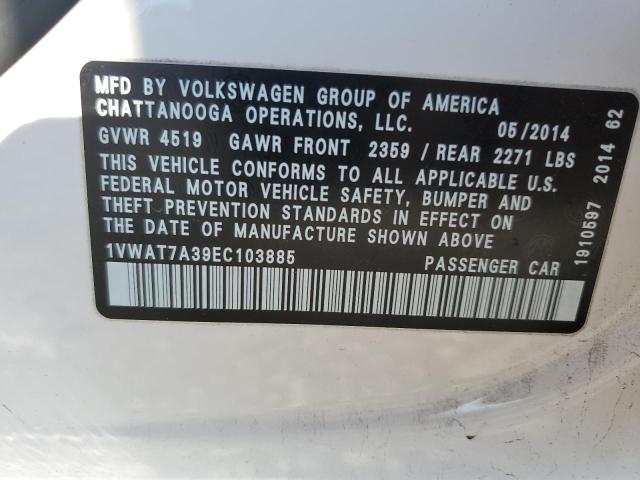 MFD BY VOLKSWAGEN GROUP OF AMERICA
CHATTANOOGA OPERATIONS, LLC. 05/2014
GVWR 4519 GAWR FRONT 2359 / REAR 2271 LBS
THIS VEHICLE CONFORMS TO ALL APPLICABLE U.S.
FEDERAL MOTOR VEHICLE SAFETY, BUMPER AND
THEFT PREVENTION STANDARDS IN EFFECT ON
THE DATE OF MANUFACTURE SHOWN ABOVE
1VWAT7A39EC103885 PASSENGER CAR
1910597 2014 62